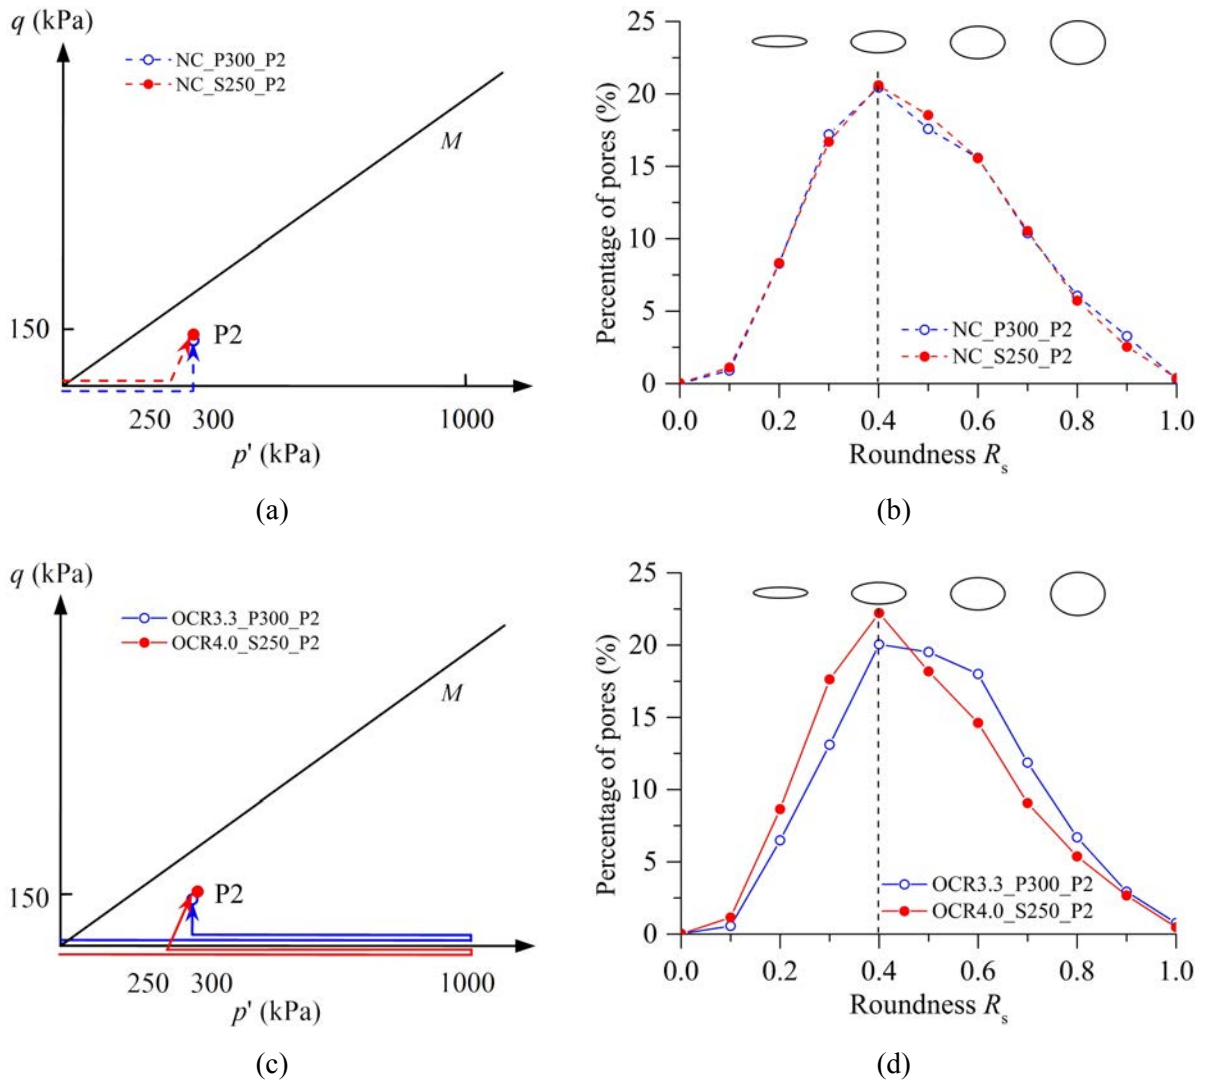 q (kPa)
NC_P300_P2
NC_S250_P2
M
150
P2
250 300 1000
p' (kPa)
(a)
25
20
15
10
5
0
Percentage of pores (%)
NC_P300_P2
NC_S250_P2
0.0 0.2 0.4 0.6 0.8 1.0
Roundness Rs
(b)
q (kPa)
OCR3.3_P300_P2
OCR4.0_S250_P2
M
150
P2
250 300 1000
p' (kPa)
(c)
25
20
15
10
5
0
Percentage of pores (%)
OCR3.3_P300_P2
OCR4.0_S250_P2
0.0 0.2 0.4 0.6 0.8 1.0
Roundness Rs
(d)